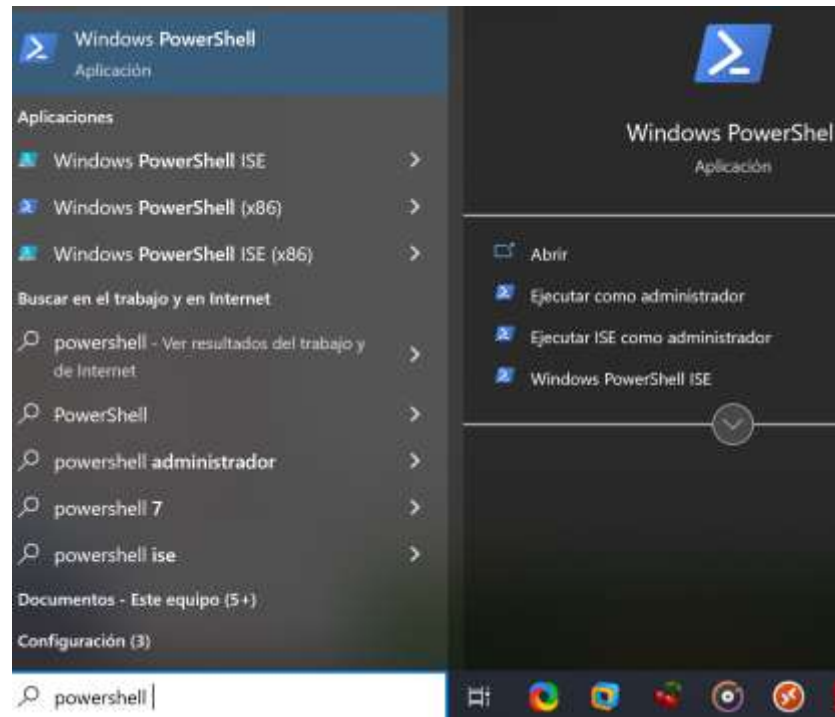 Windows PowerShell
Aplicación
Aplicaciones
Windows PowerShell ISE
Windows PowerShell (x86)
Windows PowerShell ISE (x86)
Buscar en el trabajo y en Internet
powershell - Ver resultados del trabajo y
de Internet
PowerShell
powershell administrador
powershell 7
powershell ise
Documentos - Este equipo (5+)
Configuración (3)
powershell
Windows PowerShel
Aplicación
Abrir
Ejecutar como administrador
Ejecutar ISE como administrador
Windows PowerShell ISE